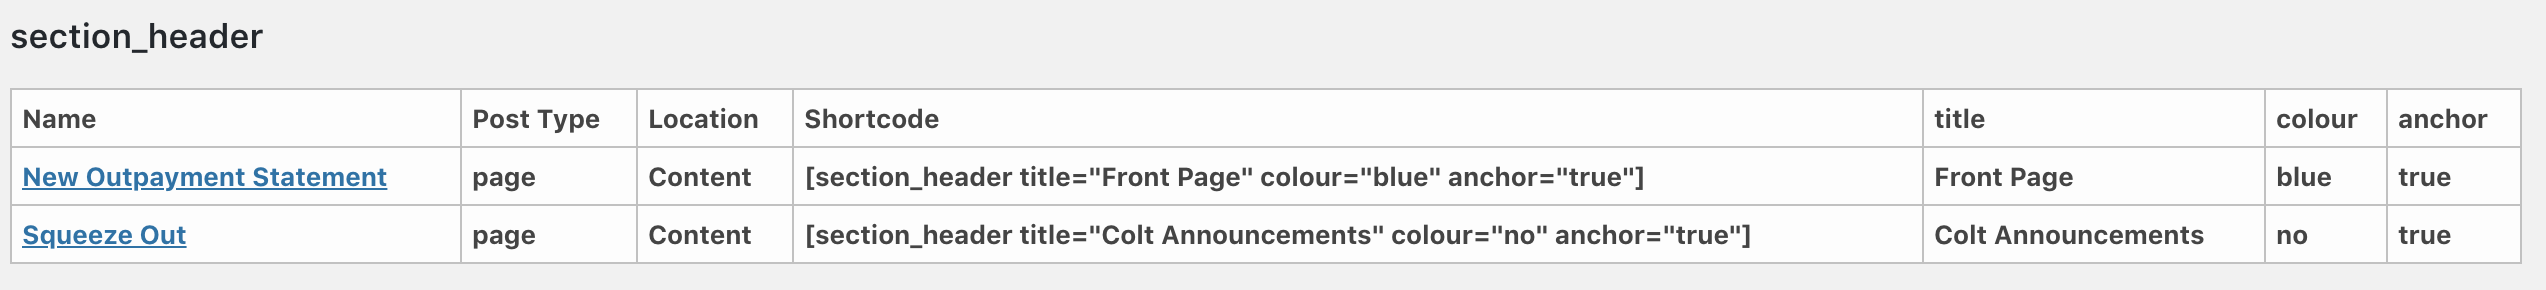 section_header
Name Post Type Location Shortcode title colour anchor
New Outpayment Statement page Content [section_header title="Front Page" colour="blue" anchor="true"] Front Page blue true
Squeeze Out page Content [section_header title="Colt Announcements" colour="no" anchor="true"] Colt Announcements no true